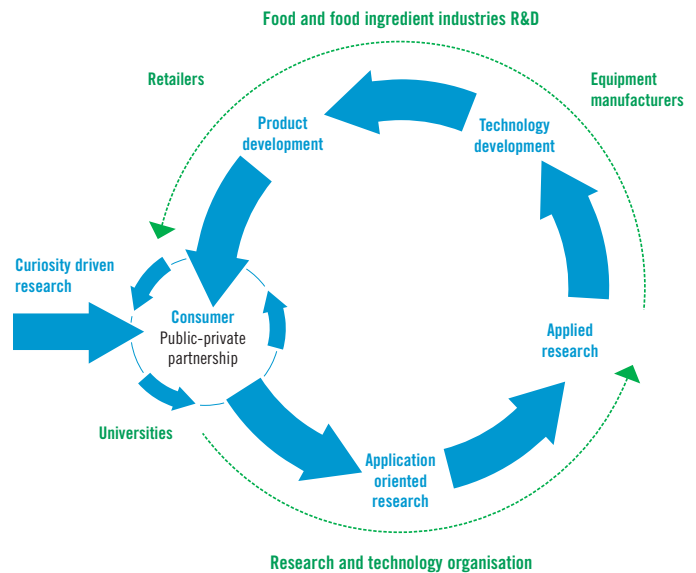 Food and food ingredient industries R&D
Retailers
Equipment
manufacturers
Product
development
Technology
development
Curiosity driven
research
Consumer
Public-private
partnership
Applied
research
Universities
Application
oriented
research
Research and technology organisation